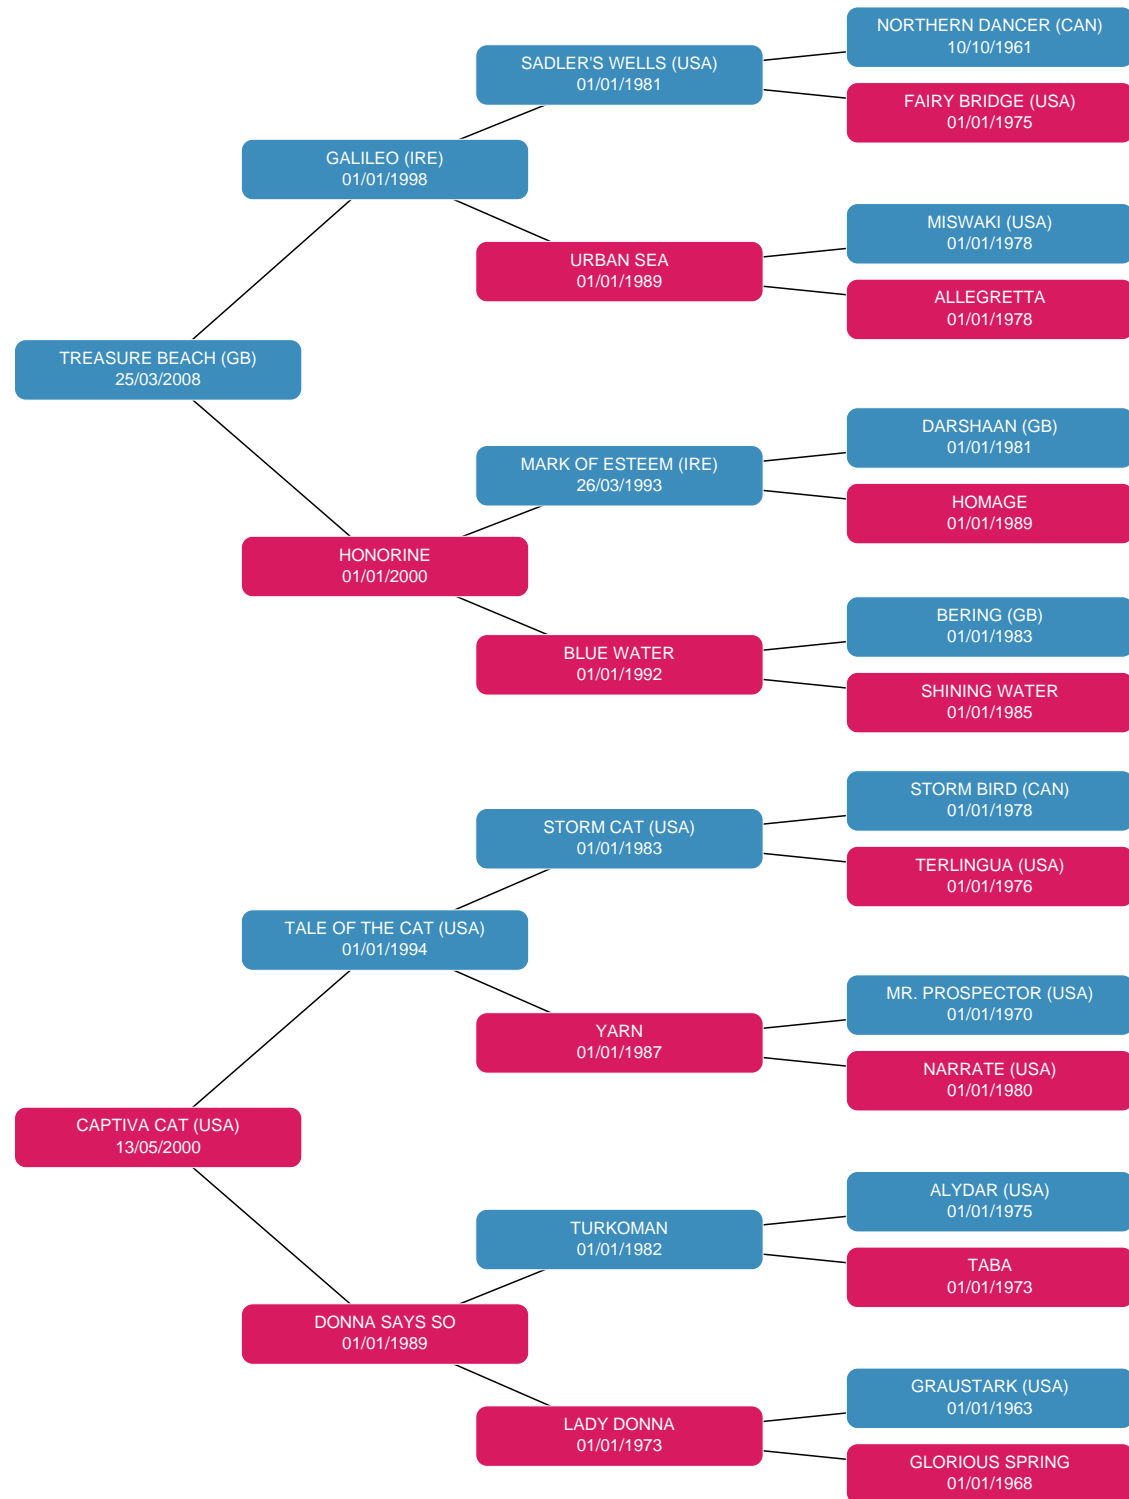 NORTHERN DANCER (CAN)
10/10/1961
SADLER'S WELLS (USA)
01/01/1981
FAIRY BRIDGE (USA)
01/01/1975
GALILEO (IRE)
01/01/1998
MISWAKI (USA)
01/01/1978
URBAN SEA
01/01/1989
ALLEGRETTA
01/01/1978
TREASURE BEACH (GB)
25/03/2008
DARSHAAN (GB)
01/01/1981
MARK OF ESTEEM (IRE)
26/03/1993
HOMAGE
01/01/1989
HONORINE
01/01/2000
BERING (GB)
01/01/1983
BLUE WATER
01/01/1992
SHINING WATER
01/01/1985
STORM BIRD (CAN)
01/01/1978
STORM CAT (USA)
01/01/1983
TERLINGUA (USA)
01/01/1976
TALE OF THE CAT (USA)
01/01/1994
MR. PROSPECTOR (USA)
01/01/1970
YARN
01/01/1987
NARRATE (USA)
01/01/1980
CAPTIVA CAT (USA)
13/05/2000
ALYDAR (USA)
01/01/1975
TURKOMAN
01/01/1982
TABA
01/01/1973
DONNA SAYS SO
01/01/1989
GRAUSTARK (USA)
01/01/1963
LADY DONNA
01/01/1973
GLORIOUS SPRING
01/01/1968